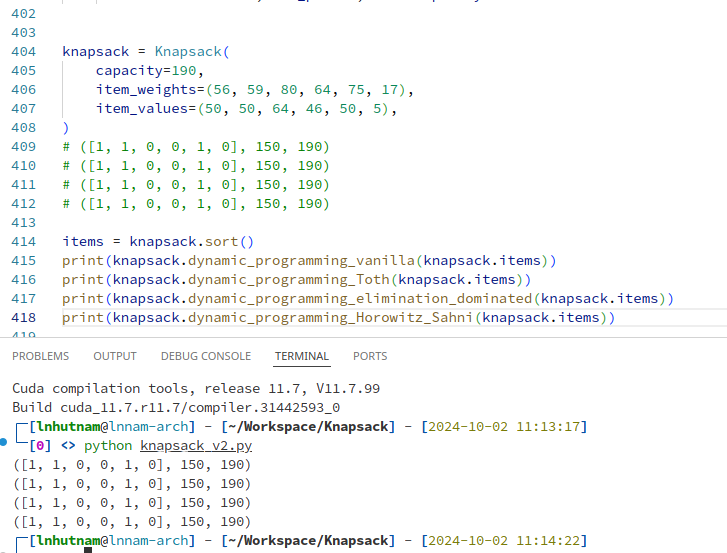 402
403
404 knapsack = Knapsack(
405 capacity=190,
406 item_weights=(56, 59, 80, 64, 75, 17),
407 item_values=(50, 50, 64, 46, 50, 5),
408 )
409 # ([1, 1, 0, 0, 1, 0], 150, 190)
410 # ([1, 1, 0, 0, 1, 0], 150, 190)
411 # ([1, 1, 0, 0, 1, 0], 150, 190)
412 # ([1, 1, 0, 0, 1, 0], 150, 190)
413
414 items = knapsack.sort()
415 print(knapsack.dynamic_programming_vanilla(knapsack.items))
416 print(knapsack.dynamic_programming_Toth(knapsack.items))
417 print(knapsack.dynamic_programming_elimination_dominated(knapsack.items))
418 print(knapsack.dynamic_programming_Horowitz_Sahni(knapsack.items))
419
PROBLEMS OUTPUT DEBUG CONSOLE TERMINAL PORTS
Cuda compilation tools, release 11.7, V11.7.99
Build cuda_11.7.r11.7/compiler.31442593_0
[lnhutnam@lnnam-arch] - [~/Workspace/Knapsack] - [2024-10-02 11:13:17]
[0] <> python knapsack_v2.py
([1, 1, 0, 0, 1, 0], 150, 190)
([1, 1, 0, 0, 1, 0], 150, 190)
([1, 1, 0, 0, 1, 0], 150, 190)
([1, 1, 0, 0, 1, 0], 150, 190)
[lnhutnam@lnnam-arch] - [~/Workspace/Knapsack] - [2024-10-02 11:14:22]